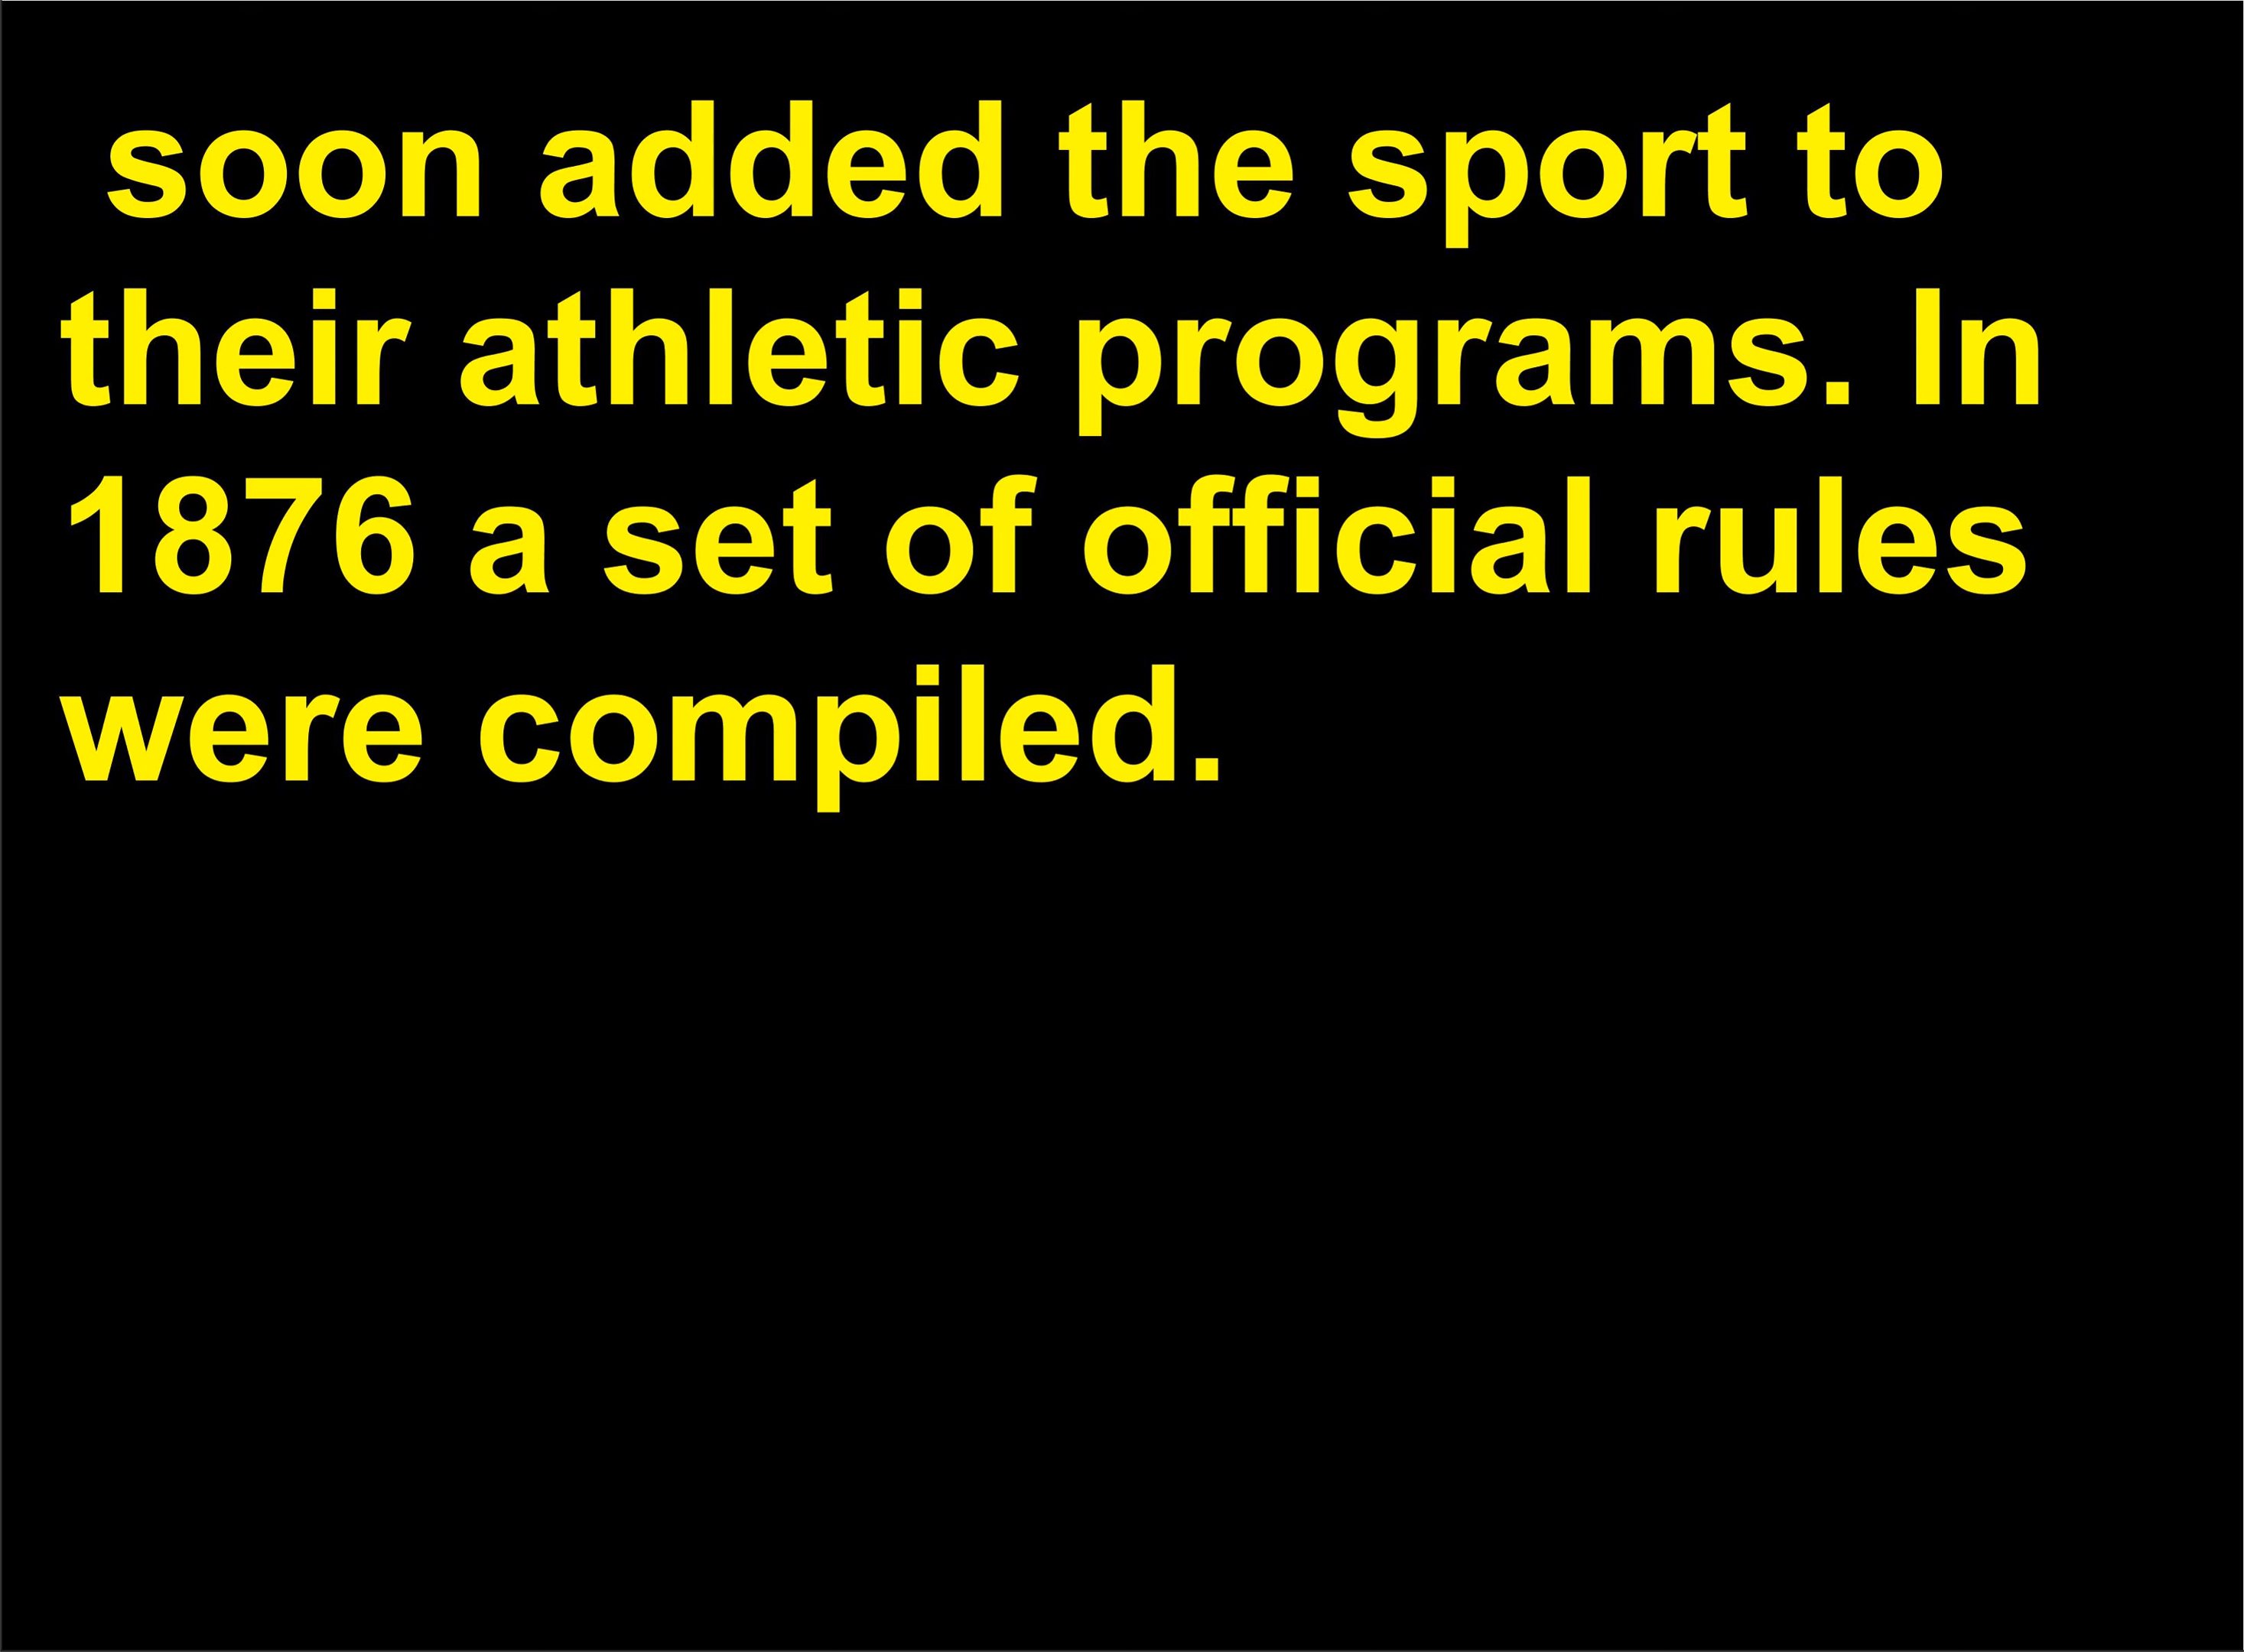 soon added the sport to
their athletic programs. In
1876 a set of official rules
were compiled.